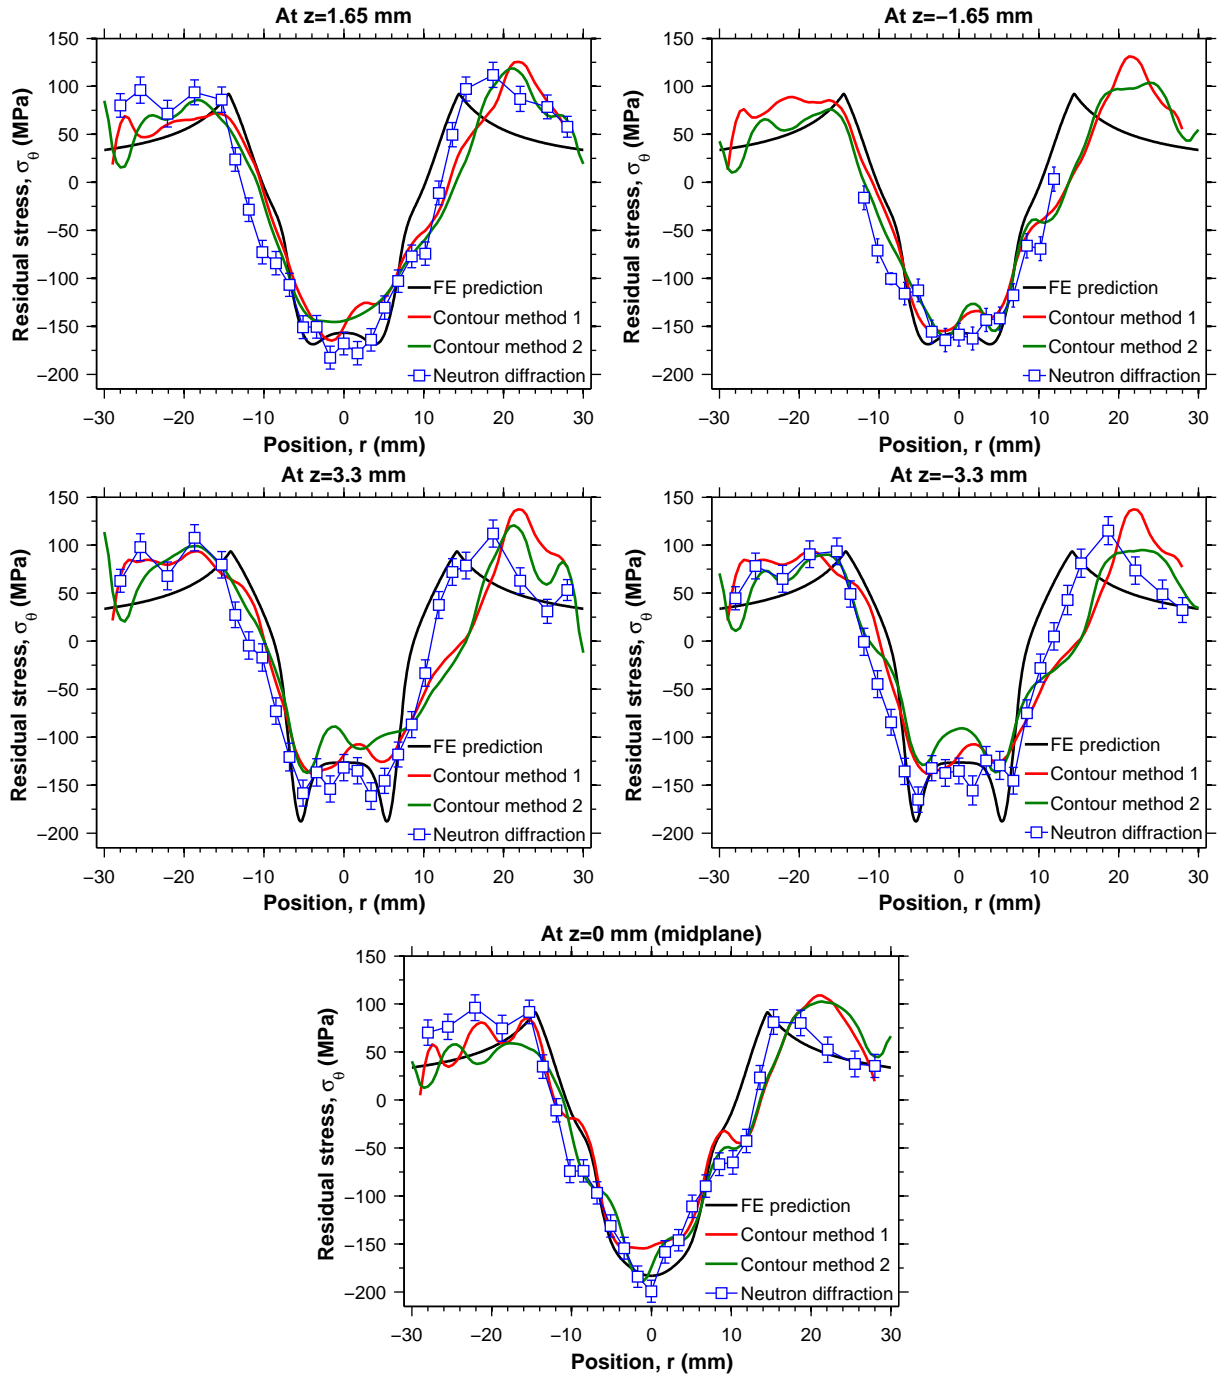 At z=1.65 mm
150
100
50
0
−50
−100
−150
−200
−30 −20 −10 0 10 20 30
Residual stress, σθ (MPa)
Position, r (mm)
FE prediction
Contour method 1
Contour method 2
Neutron diffraction
At z=−1.65 mm
150
100
50
0
−50
−100
−150
−200
−30 −20 −10 0 10 20 30
Residual stress, σθ (MPa)
Position, r (mm)
FE prediction
Contour method 1
Contour method 2
Neutron diffraction
At z=3.3 mm
150
100
50
0
−50
−100
−150
−200
−30 −20 −10 0 10 20 30
Residual stress, σθ (MPa)
Position, r (mm)
FE prediction
Contour method 1
Contour method 2
Neutron diffraction
At z=−3.3 mm
150
100
50
0
−50
−100
−150
−200
−30 −20 −10 0 10 20 30
Residual stress, σθ (MPa)
Position, r (mm)
FE prediction
Contour method 1
Contour method 2
Neutron diffraction
At z=0 mm (midplane)
150
100
50
0
−50
−100
−150
−200
−30 −20 −10 0 10 20 30
Residual stress, σθ (MPa)
Position, r (mm)
FE prediction
Contour method 1
Contour method 2
Neutron diffraction